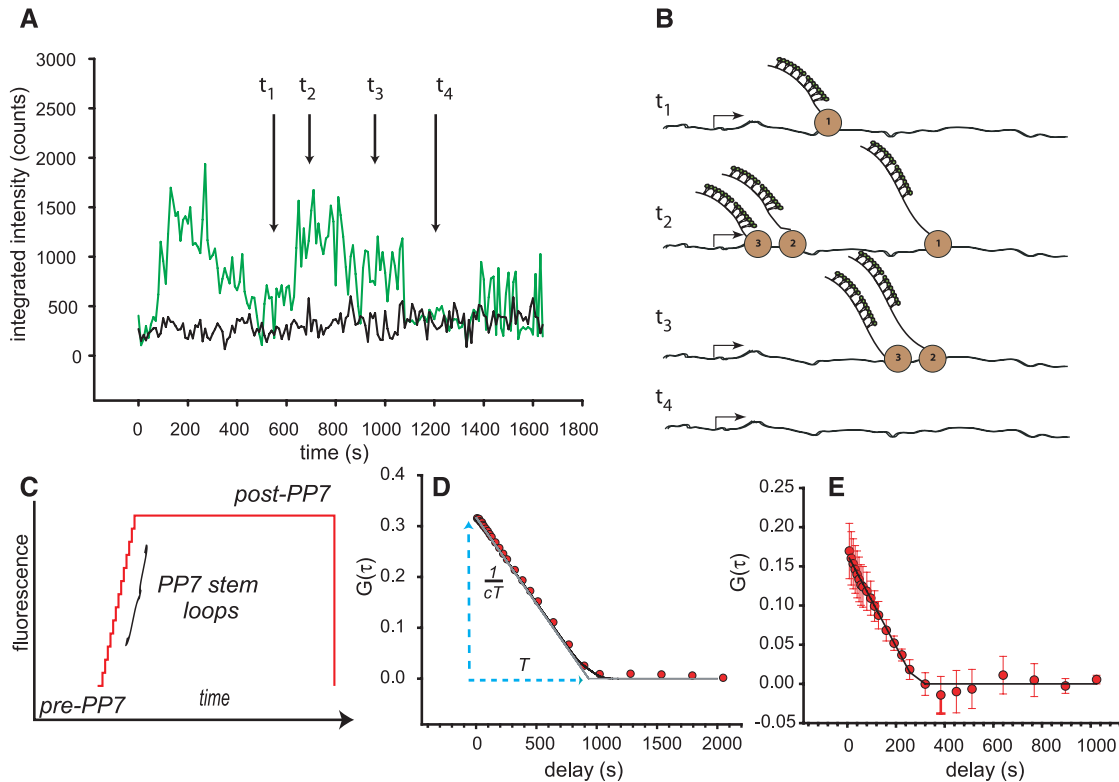 A
3000
2500
2000
1500
1000
500
0
integrated intensity (counts)
t1
t2
t3
t4
0 200 400 600 800 1000 1200 1400 1600 1800
time (s)
B
t1
1
t2
3 2 1
t3
3 2
t4
C
fluorescence
post-PP7
PP7 stem
loops
pre-PP7
time
D
0.4
0.3
0.2
0.1
0.0
G(τ)
1
cT
T
0 500 1000 1500 2000
delay (s)
E
0.25
0.20
0.15
0.10
0.05
0.00
-0.05
G(τ)
0 200 400 600 800 1000
delay (s)